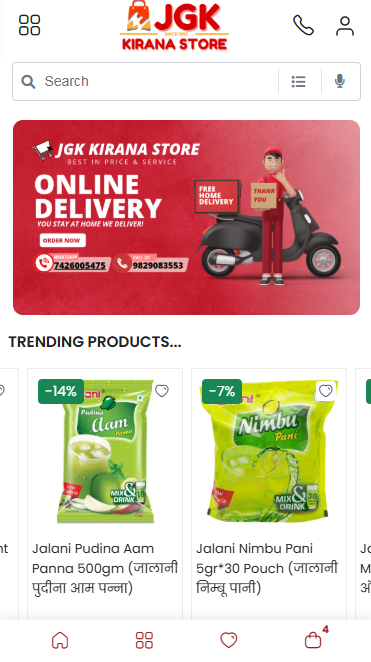 JGK
SINCE 1987
KIRANA STORE
Search
JGK KIRANA STORE
BEST IN PRICE & SERVICE
ONLINE
DELIVERY
YOU STAY AT HOME WE DELIVER!
ORDER NOW
WHATSAPP
7426005475
CALL US
9829083553
FREE
HOME
DELIVERY
THANK
YOU
TRENDING PRODUCTS...
-14%
Pudina
Aam
Panna
MIX&
DRINK
-7%
Nimbu
Pani
MIX&
DRINK
30
Jalani Pudina Aam
Panna 500gm (जालानी
पुदीना आम पन्ना)
Jalani Nimbu Pani
5gr*30 Pouch (जालानी
निम्बू पानी)
4